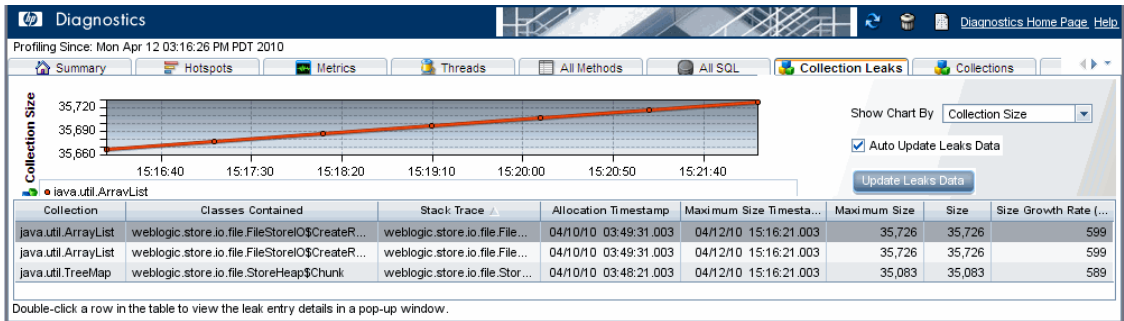 hp Diagnostics
Diagnostics Home Page Help
Profiling Since: Mon Apr 12 03:16:26 PM PDT 2010
Summary Hotspots Metrics Threads All Methods All SQL Collection Leaks Collections
Collection Size
35,720
35,690
35,660
15:16:40 15:17:30 15:18:20 15:19:10 15:20:00 15:20:50 15:21:40
java.util.ArrayList
Show Chart By Collection Size
Auto Update Leaks Data
Update Leaks Data
Collection Classes Contained Stack Trace Allocation Timestamp Maximum Size Timesta... Maximum Size Size Size Growth Rate (...
java.util.ArrayList weblogic.store.io.file.FileStoreIO$CreateR... weblogic.store.io.file.File... 04/10/10 03:49:31.003 04/12/10 15:16:21.003 35,726 35,726 599
java.util.ArrayList weblogic.store.io.file.FileStoreIO$CreateR... weblogic.store.io.file.File... 04/10/10 03:49:31.003 04/12/10 15:16:21.003 35,726 35,726 599
java.util.TreeMap weblogic.store.io.file.StoreHeap$Chunk weblogic.store.io.file.Stor... 04/10/10 03:48:21.003 04/12/10 15:16:21.003 35,083 35,083 589
Double-click a row in the table to view the leak entry details in a pop-up window.